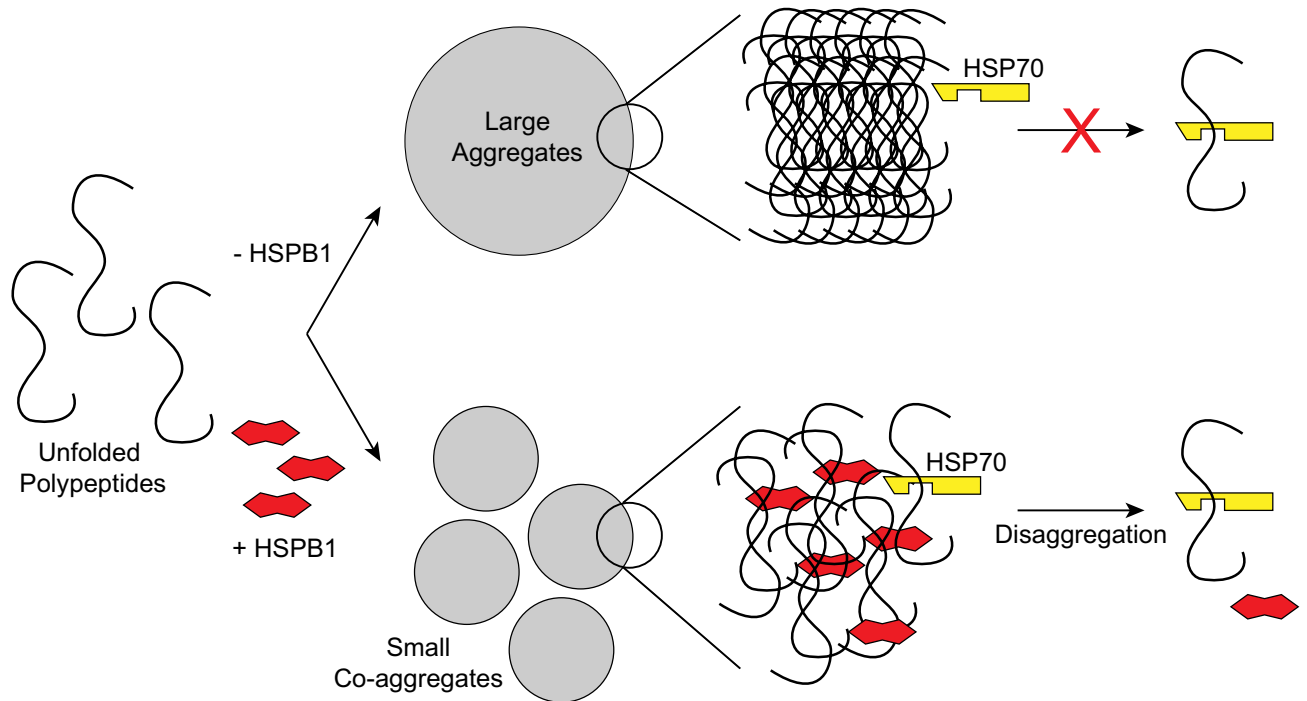 HSP70
Large
Aggregates
X
- HSPB1
Unfolded
Polypeptides
+ HSPB1
HSP70
Disaggregation
Small
Co-aggregates